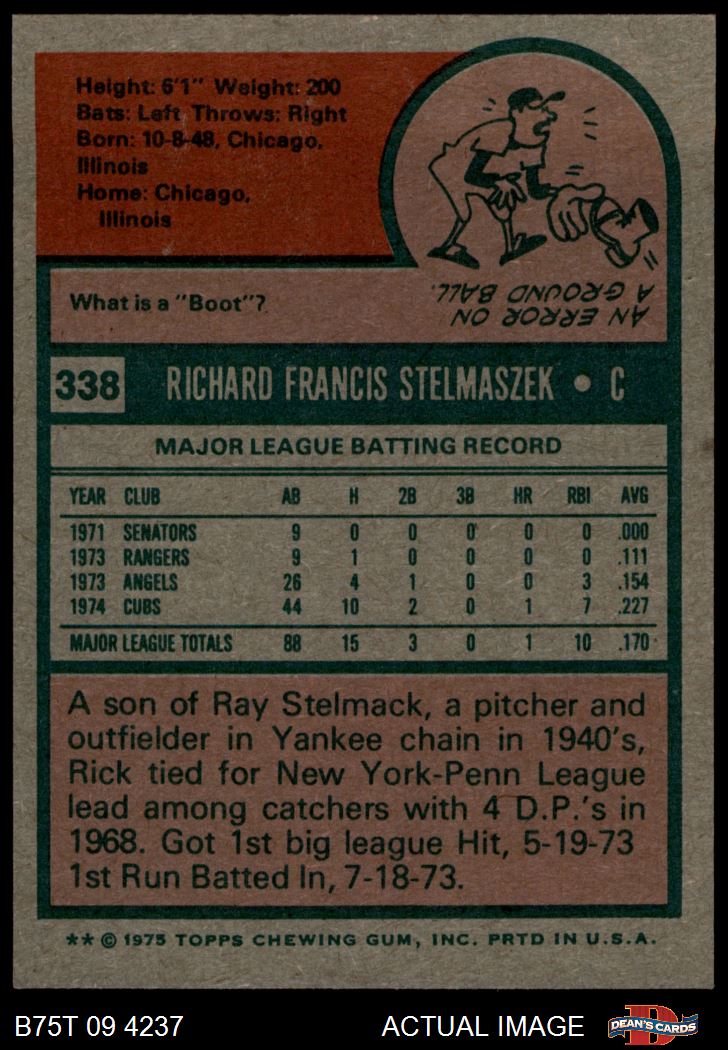 Height: 6'1" Weight: 200
Bats: Left Throws: Right
Born: 10-8-48, Chicago,
Illinois
Home: Chicago,
Illinois
What is a "Boot"?
AN ERROR ON
A GROUND BALL.
338 RICHARD FRANCIS STELMASZEK • C
MAJOR LEAGUE BATTING RECORD
YEAR CLUB AB H 2B 3B HR RBI AVG
1971 SENATORS 9 0 0 0 0 0 .000
1973 RANGERS 9 1 0 0 0 0 .111
1973 ANGELS 26 4 1 0 0 3 .154
1974 CUBS 44 10 2 0 1 7 .227
MAJOR LEAGUE TOTALS 88 15 3 0 1 10 .170
A son of Ray Stelmack, a pitcher and
outfielder in Yankee chain in 1940's,
Rick tied for New York-Penn League
lead among catchers with 4 D.P.'s in
1968. Got 1st big league Hit, 5-19-73
1st Run Batted In, 7-18-73.
** © 1975 TOPPS CHEWING GUM, INC. PRTD IN U.S.A.
B75T 09 4237 ACTUAL IMAGE D DEAN'S CARDS